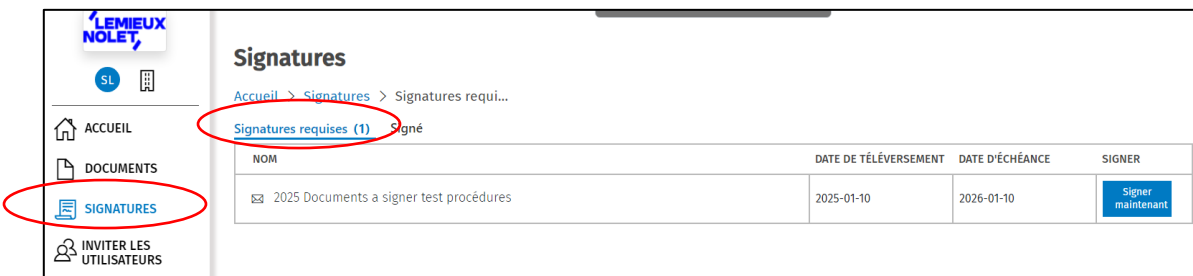 LEMIEUX
NOLET
SL
ACCUEIL
DOCUMENTS
SIGNATURES
INVITER LES
UTILISATEURS
Signatures
Accueil > Signatures > Signatures requi...
Signatures requises (1) Signé
NOM DATE DE TÉLÉVERSEMENT DATE D'ÉCHÉANCE SIGNER
2025 Documents a signer test procédures 2025-01-10 2026-01-10 Signer
maintenant